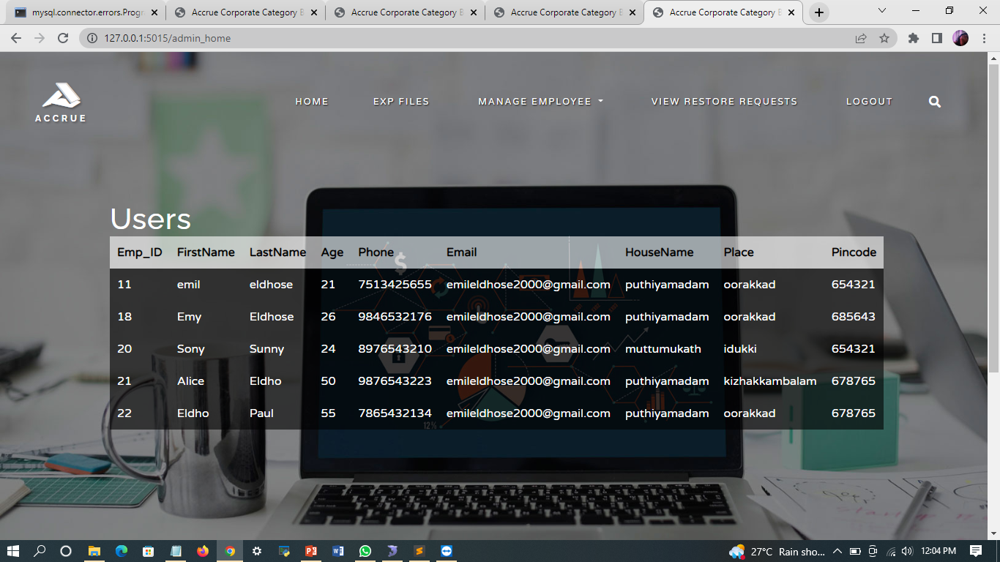 mysql.connector.errors.Progr
Accrue Corporate Category B
Accrue Corporate Category B
Accrue Corporate Category B
Accrue Corporate Category B
127.0.0.1:5015/admin_home
ACCRUE
HOME EXP FILES MANAGE EMPLOYEE VIEW RESTORE REQUESTS LOGOUT
Users
Emp_ID FirstName LastName Age Phone Email HouseName Place Pincode
11 emil eldhose 21 7513425655 emileldhose2000@gmail.com puthiyamadam oorakkad 654321
18 Emy Eldhose 26 9846532176 emileldhose2000@gmail.com puthiyamadam oorakkad 685643
20 Sony Sunny 24 8976543210 emileldhose2000@gmail.com muttumukath idukki 654321
21 Alice Eldho 50 9876543223 emileldhose2000@gmail.com puthiyamadam kizhakkambalam 678765
22 Eldho Paul 55 7865432134 emileldhose2000@gmail.com puthiyamadam oorakkad 678765
12%
27°C Rain sho... 12:04 PM